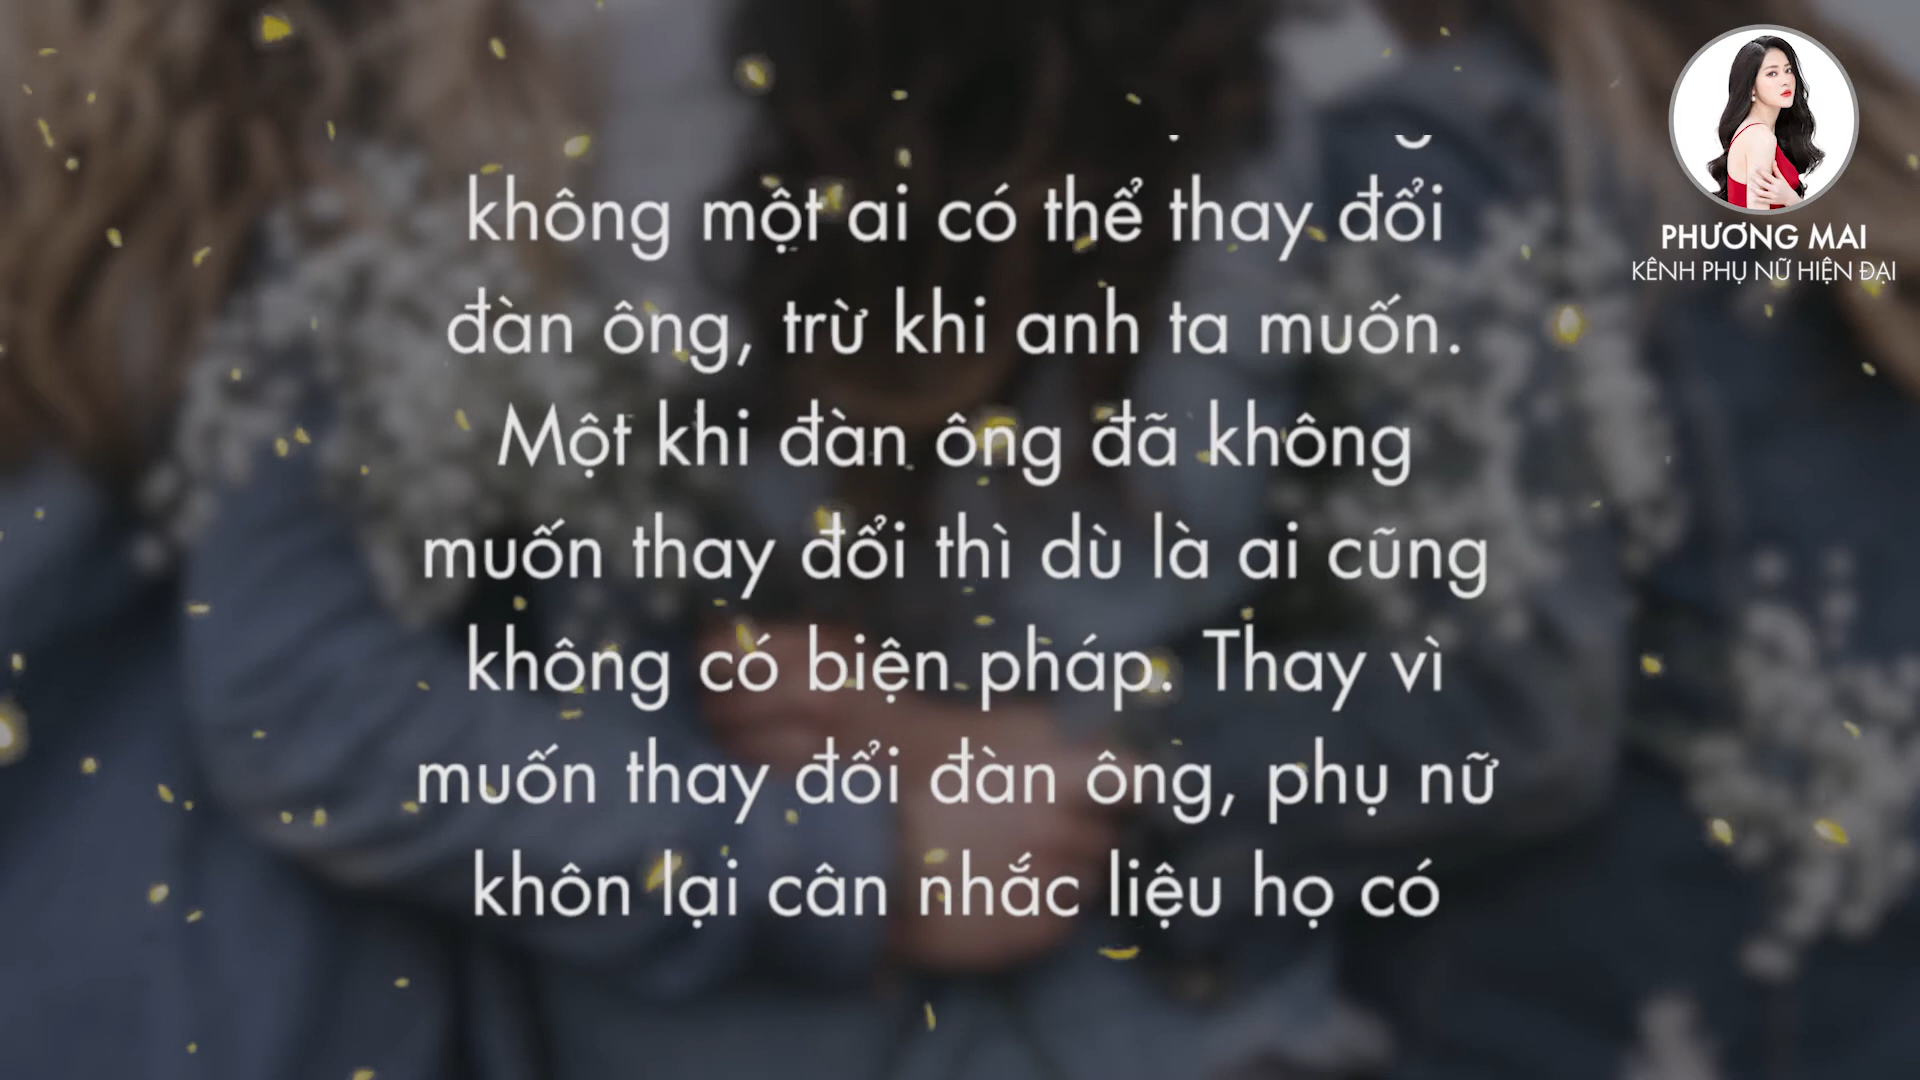 không một ai có thể thay đổi
đàn ông, trừ khi anh ta muốn.
Một khi đàn ông đã không
muốn thay đổi thì dù là ai cũng
không có biện pháp. Thay vì
muốn thay đổi đàn ông, phụ nữ
khôn lại cân nhắc liệu họ có
PHƯƠNG MAI
KÊNH PHỤ NỮ HIỆN ĐẠI